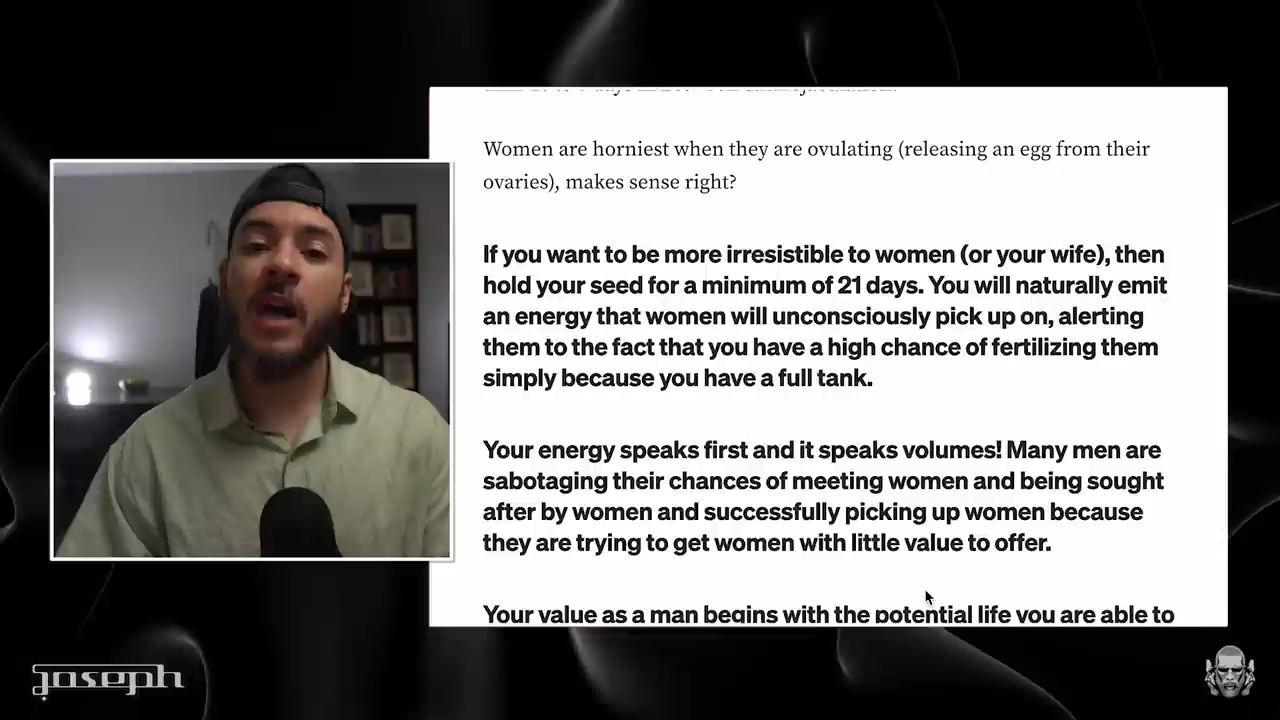 Women are horniest when they are ovulating (releasing an egg from their
ovaries), makes sense right?
If you want to be more irresistible to women (or your wife), then
hold your seed for a minimum of 21 days. You will naturally emit
an energy that women will unconsciously pick up on, alerting
them to the fact that you have a high chance of fertilizing them
simply because you have a full tank.
Your energy speaks first and it speaks volumes! Many men are
sabotaging their chances of meeting women and being sought
after by women and successfully picking up women because
they are trying to get women with little value to offer.
Your value as a man begins with the potential life you are able to
joseph